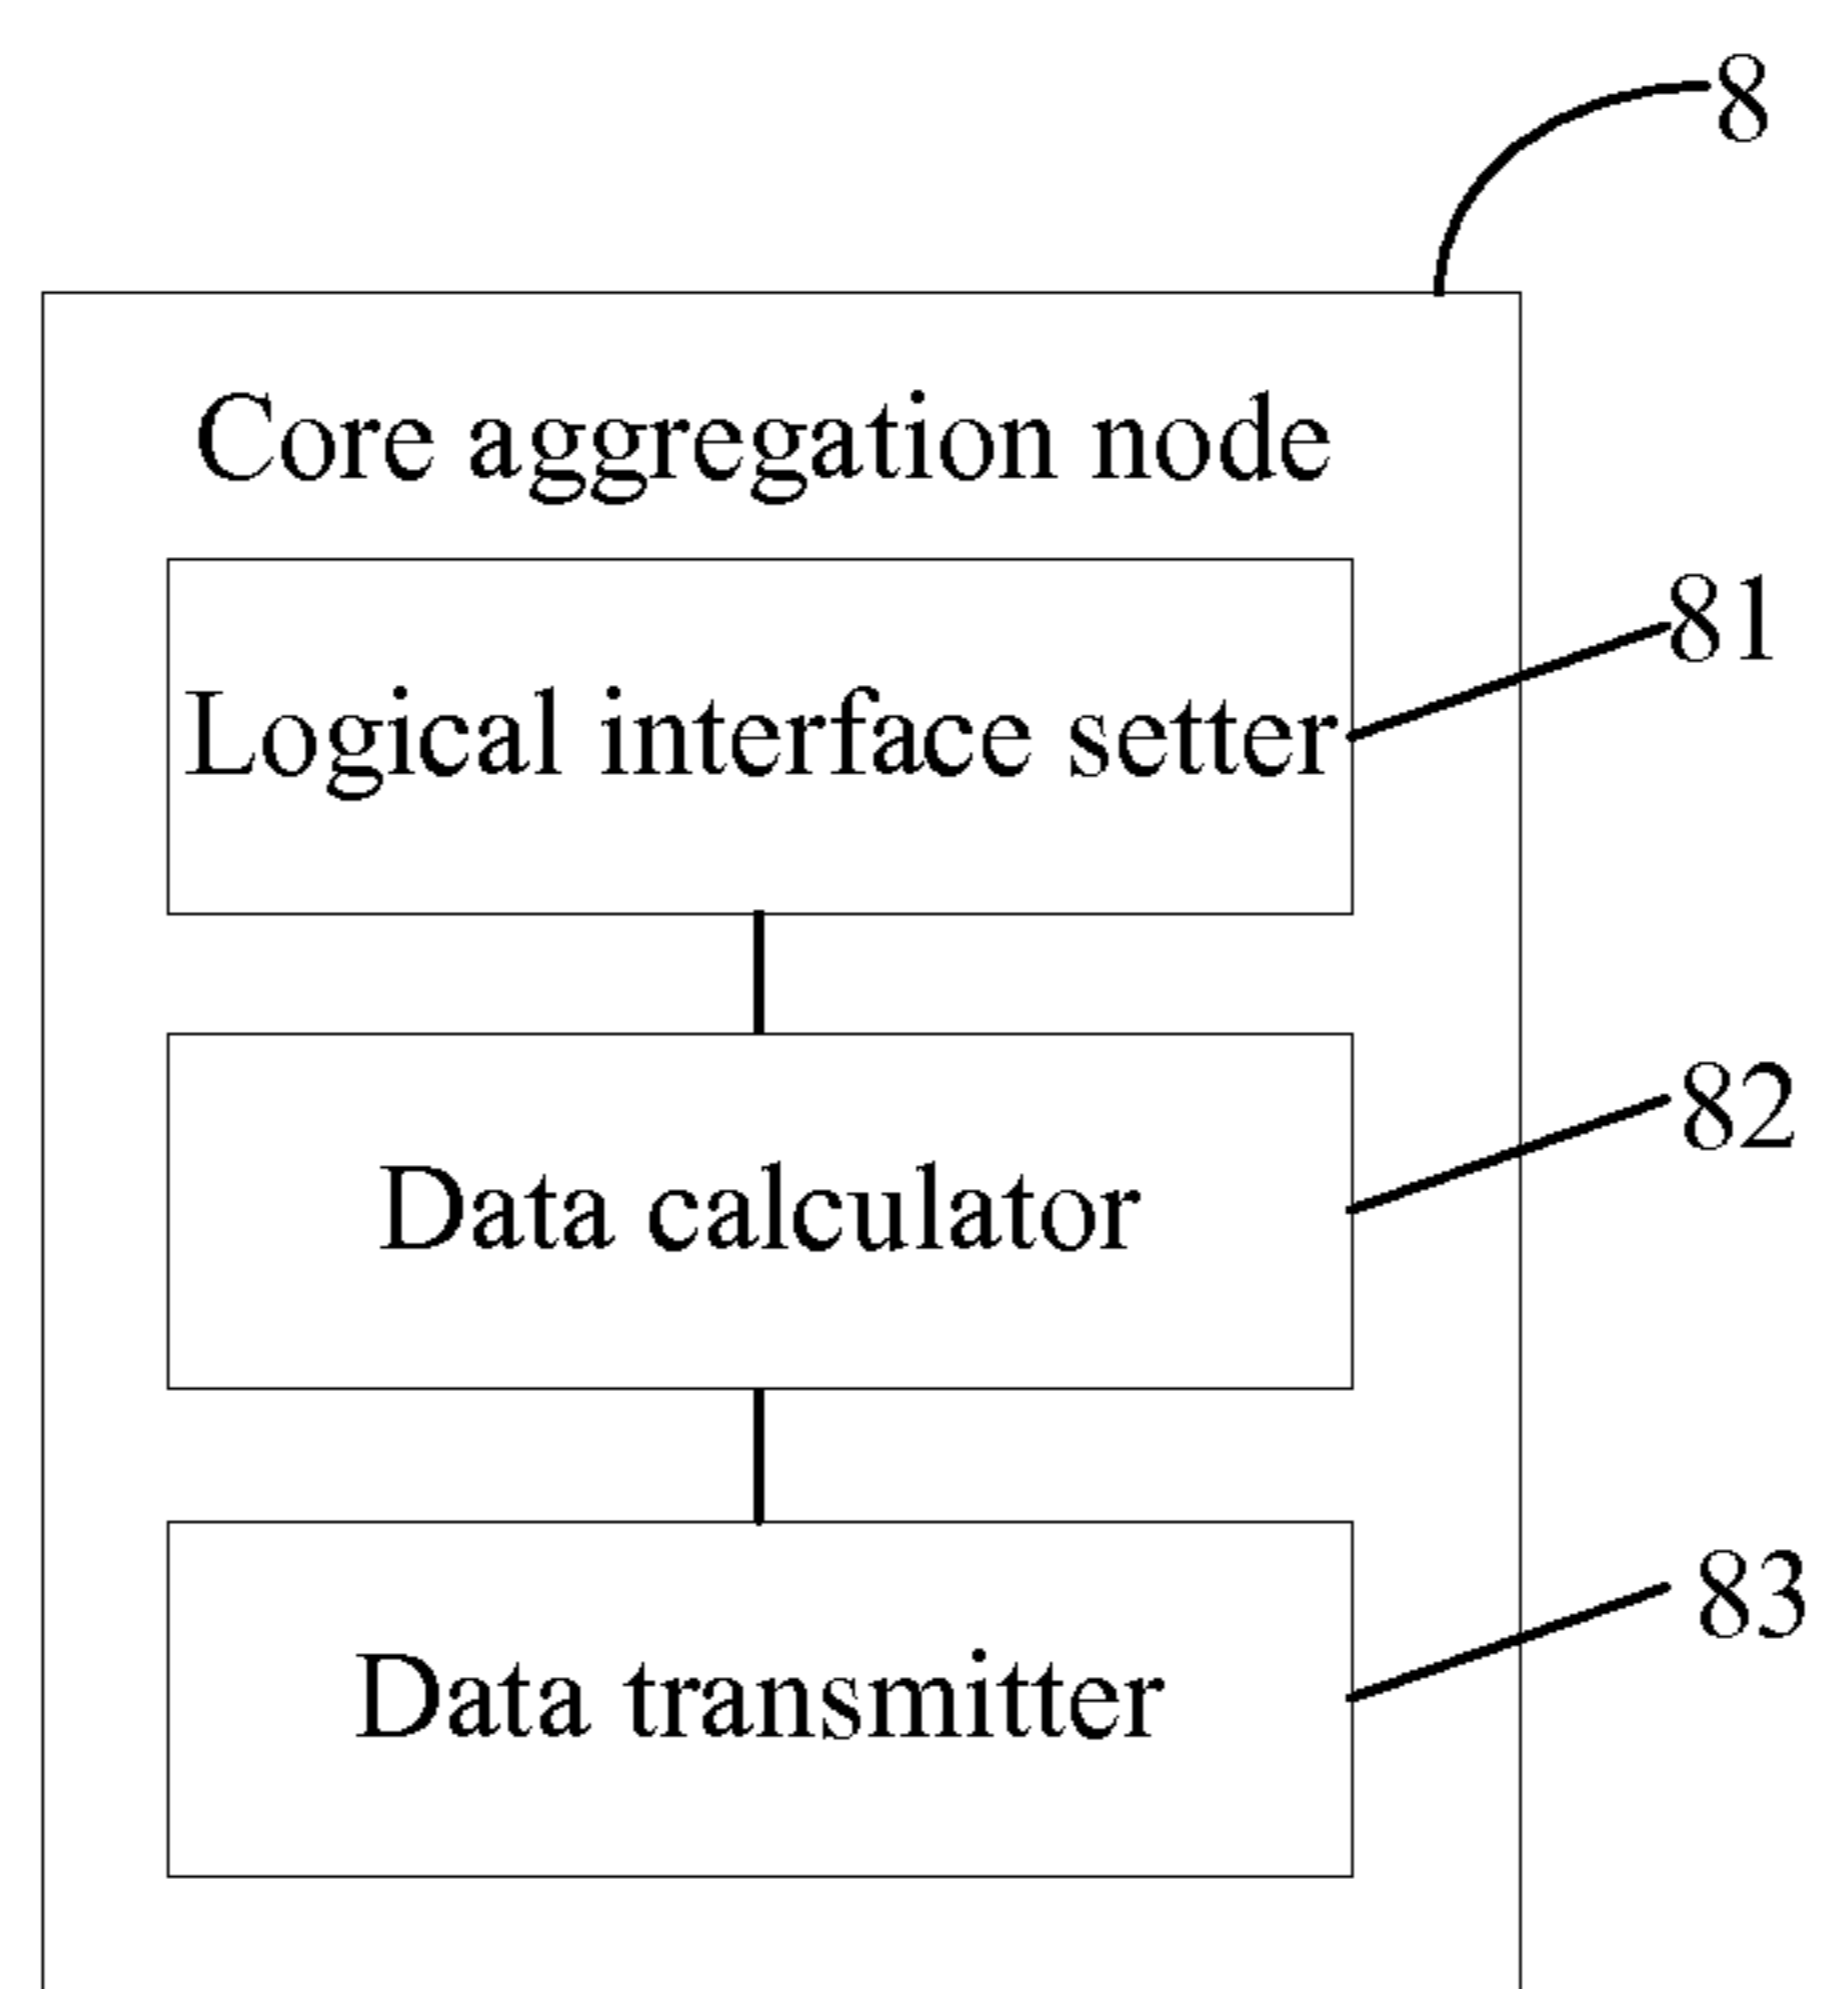 8
Core aggregation node
81
Logical interface setter
82
Data calculator
83
Data transmitter